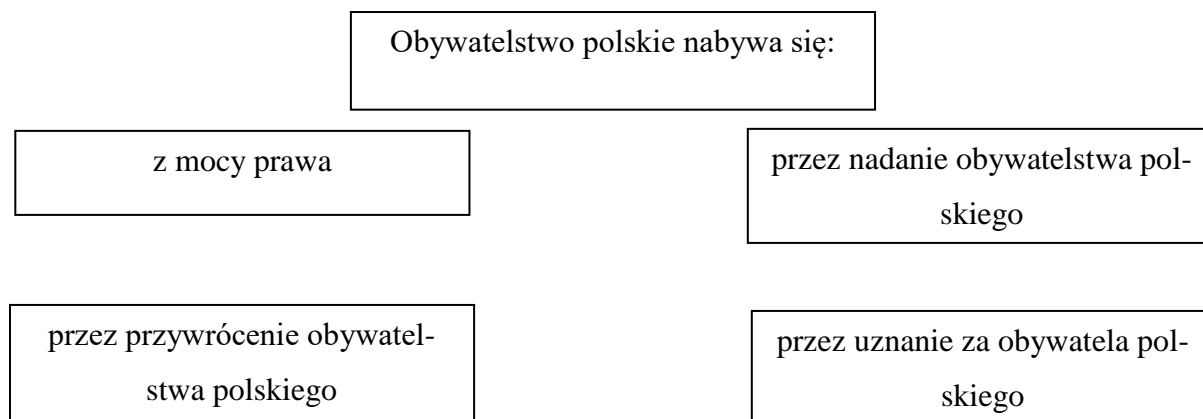 Obywatelstwo polskie nabywa się:
z mocy prawa
przez nadanie obywatelstwa pol-
skiego
przez przywrócenie obywatel-
stwa polskiego
przez uznanie za obywatela pol-
skiego